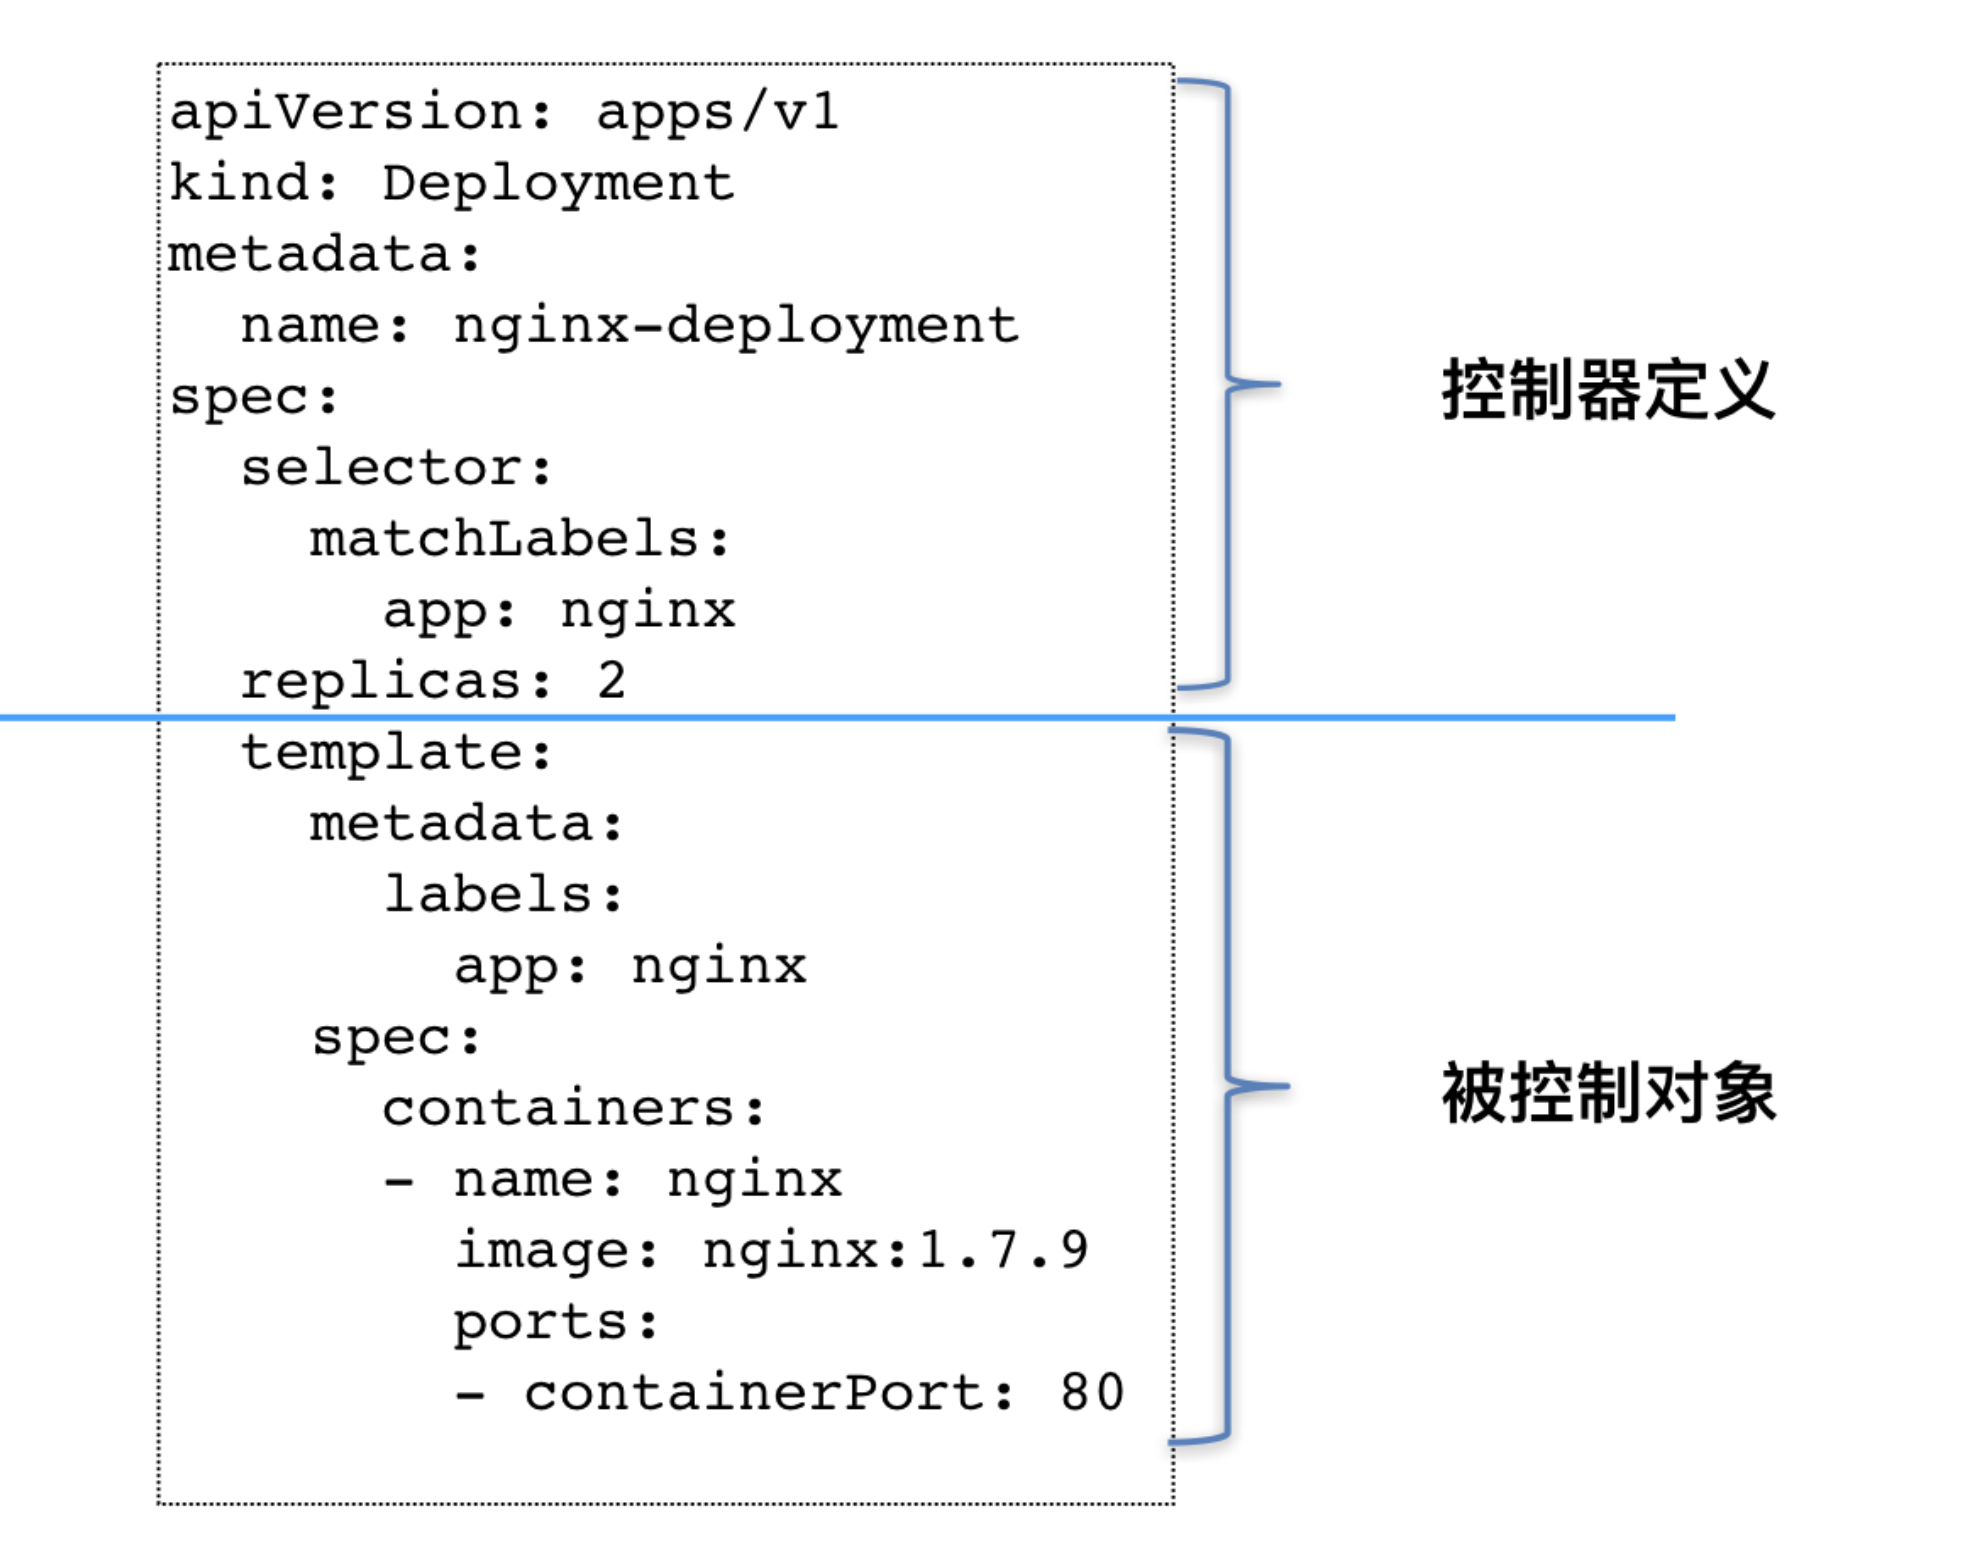 apiVersion: apps/v1
kind: Deployment
metadata:
  name: nginx-deployment
spec:
  selector:
    matchLabels:
      app: nginx
  replicas: 2
控制器定义
  template:
    metadata:
      labels:
        app: nginx
    spec:
      containers:
      - name: nginx
        image: nginx:1.7.9
        ports:
        - containerPort: 80
被控制对象